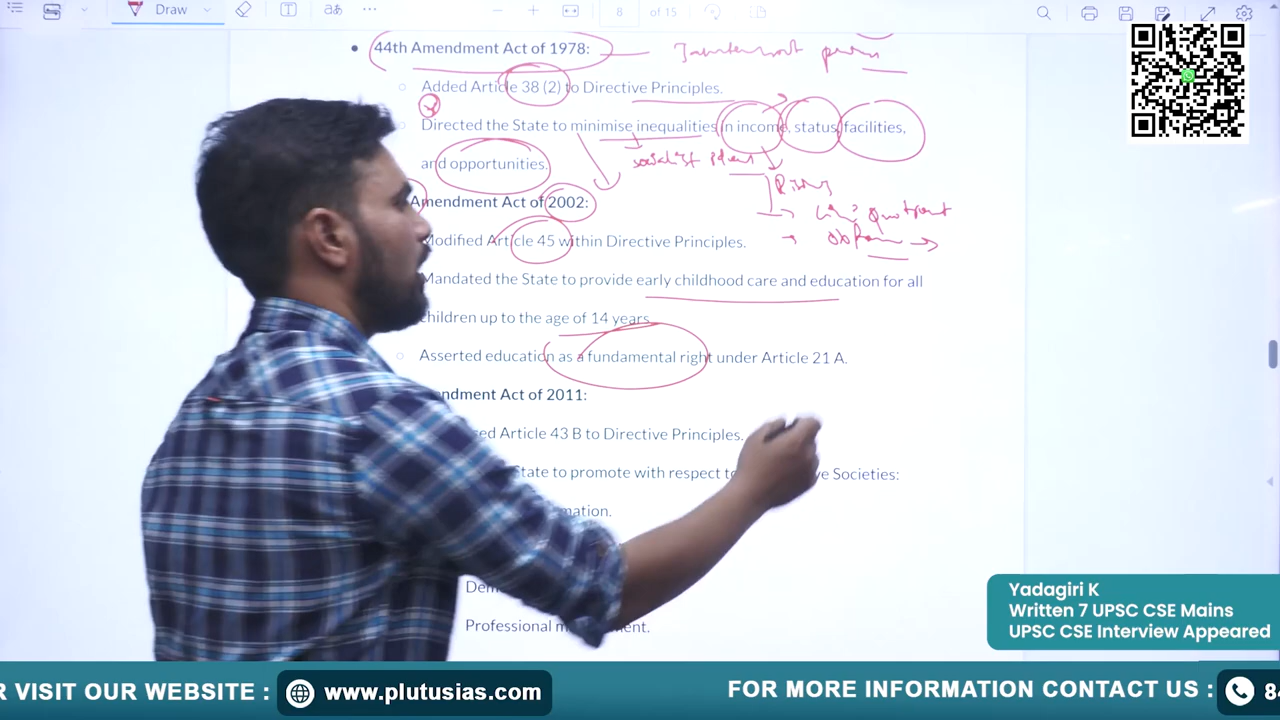 Draw
8 of 15
44th Amendment Act of 1978:
Added Article 38 (2) to Directive Principles.
Directed the State to minimise inequalities in income, status, facilities,
and opportunities.
socialist
Rising
Amendment Act of 2002:
Modified Article 45 within Directive Principles.
Mandated the State to provide early childhood care and education for all
children up to the age of 14 years.
Asserted education as a fundamental right under Article 21 A.
ndment Act of 2011:
ed Article 43 B to Directive Principles.
State to promote with respect to ve Societies:
mation.
Dem
Professional m ment.
Yadagiri K
Written 7 UPSC CSE Mains
UPSC CSE Interview Appeared
R VISIT OUR WEBSITE : www.plutusias.com
FOR MORE INFORMATION CONTACT US : 84